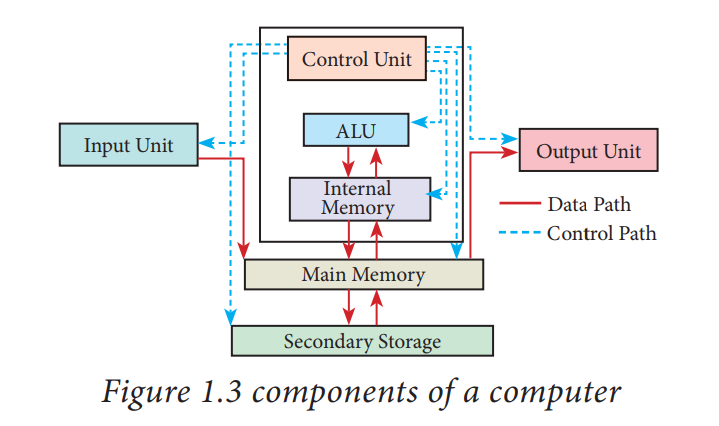 Control Unit
ALU
Input Unit
Output Unit
Internal
Memory
Data Path
Control Path
Main Memory
Secondary Storage
Figure 1.3 components of a computer